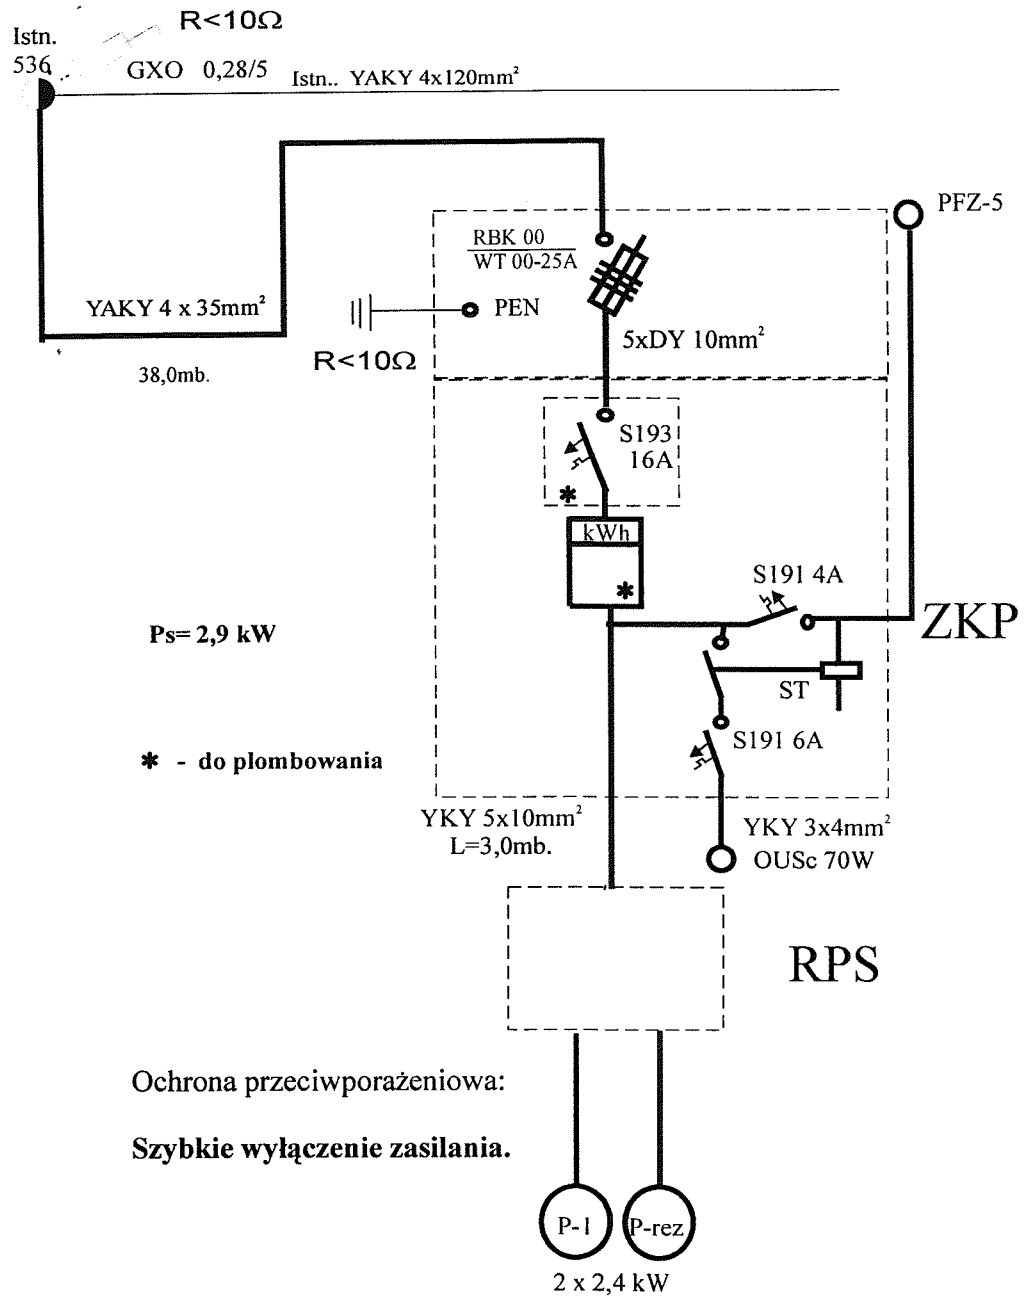 R<10Ω
Istn.
536
GXO 0,28/5
Istn.. YAKY 4x120mm²
PFZ-5
RBK 00
WT 00-25A
PEN
YAKY 4 x 35mm²
5xDY 10mm²
R<10Ω
38,0mb.
S193
16A
*
kWh
*
S191 4A
ZKP
Ps= 2,9 kW
ST
S191 6A
* - do plombowania
YKY 5x10mm²
L=3,0mb.
YKY 3x4mm²
OUSc 70W
RPS
Ochrona przeciwporażeniowa:
Szybkie wyłączenie zasilania.
P-1
P-rez
2 x 2,4 kW